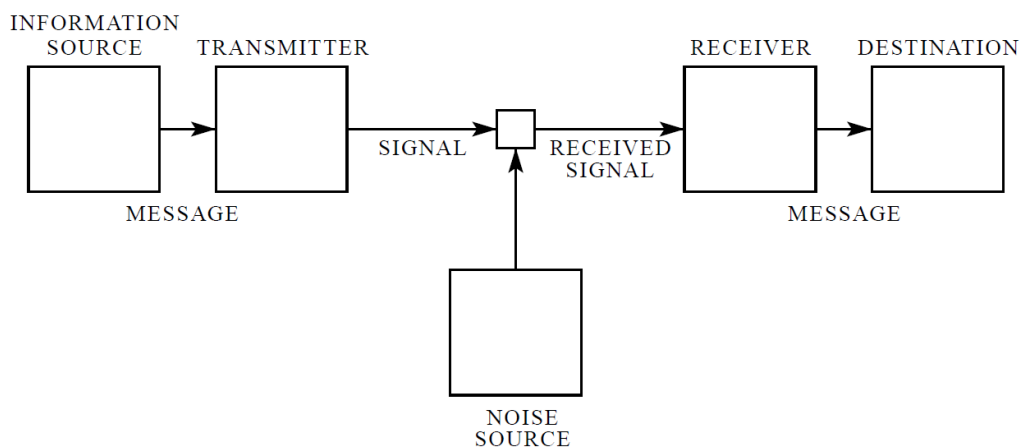 INFORMATION
SOURCE
TRANSMITTER
RECEIVER
DESTINATION
SIGNAL
RECEIVED
SIGNAL
MESSAGE
MESSAGE
NOISE
SOURCE